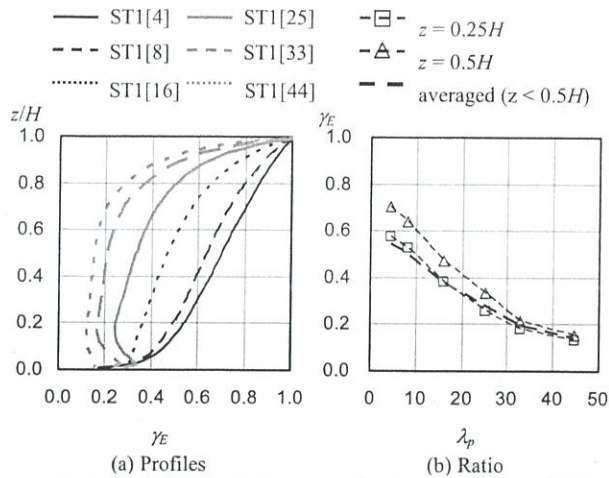 ST1[4] ST1[25] z = 0.25H
ST1[8] ST1[33] z = 0.5H
ST1[16] ST1[44] averaged (z < 0.5H)
z/H γE
1.0 1.0
0.8 0.8
0.6 0.6
0.4 0.4
0.2 0.2
0.0 0.0
0.0 0.2 0.4 0.6 0.8 1.0 0 10 20 30 40 50
γE λp
(a) Profiles (b) Ratio